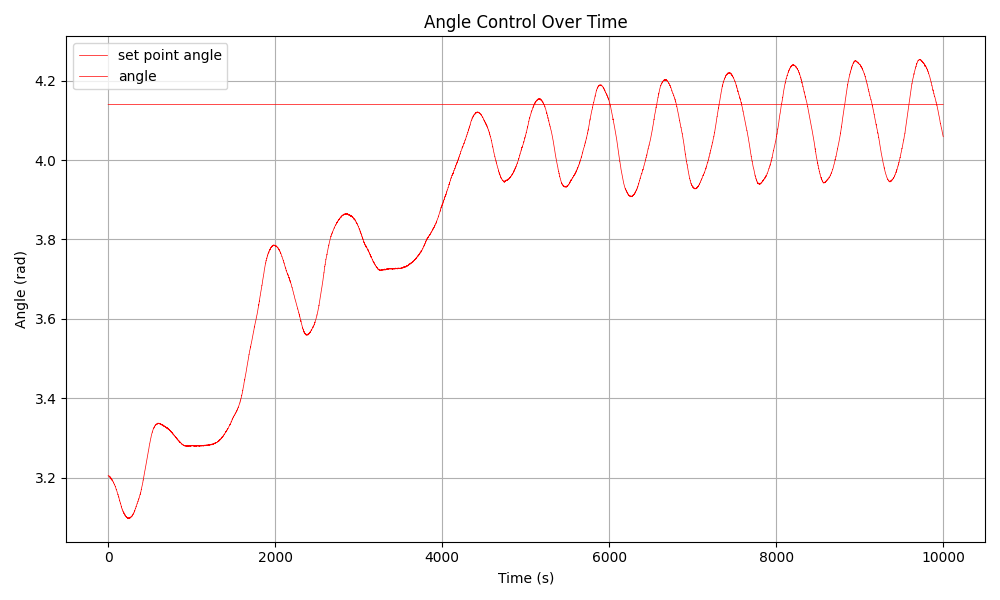 Angle Control Over Time
set point angle
angle
Angle (rad)
4.2
4.0
3.8
3.6
3.4
3.2
0 2000 4000 6000 8000 10000
Time (s)